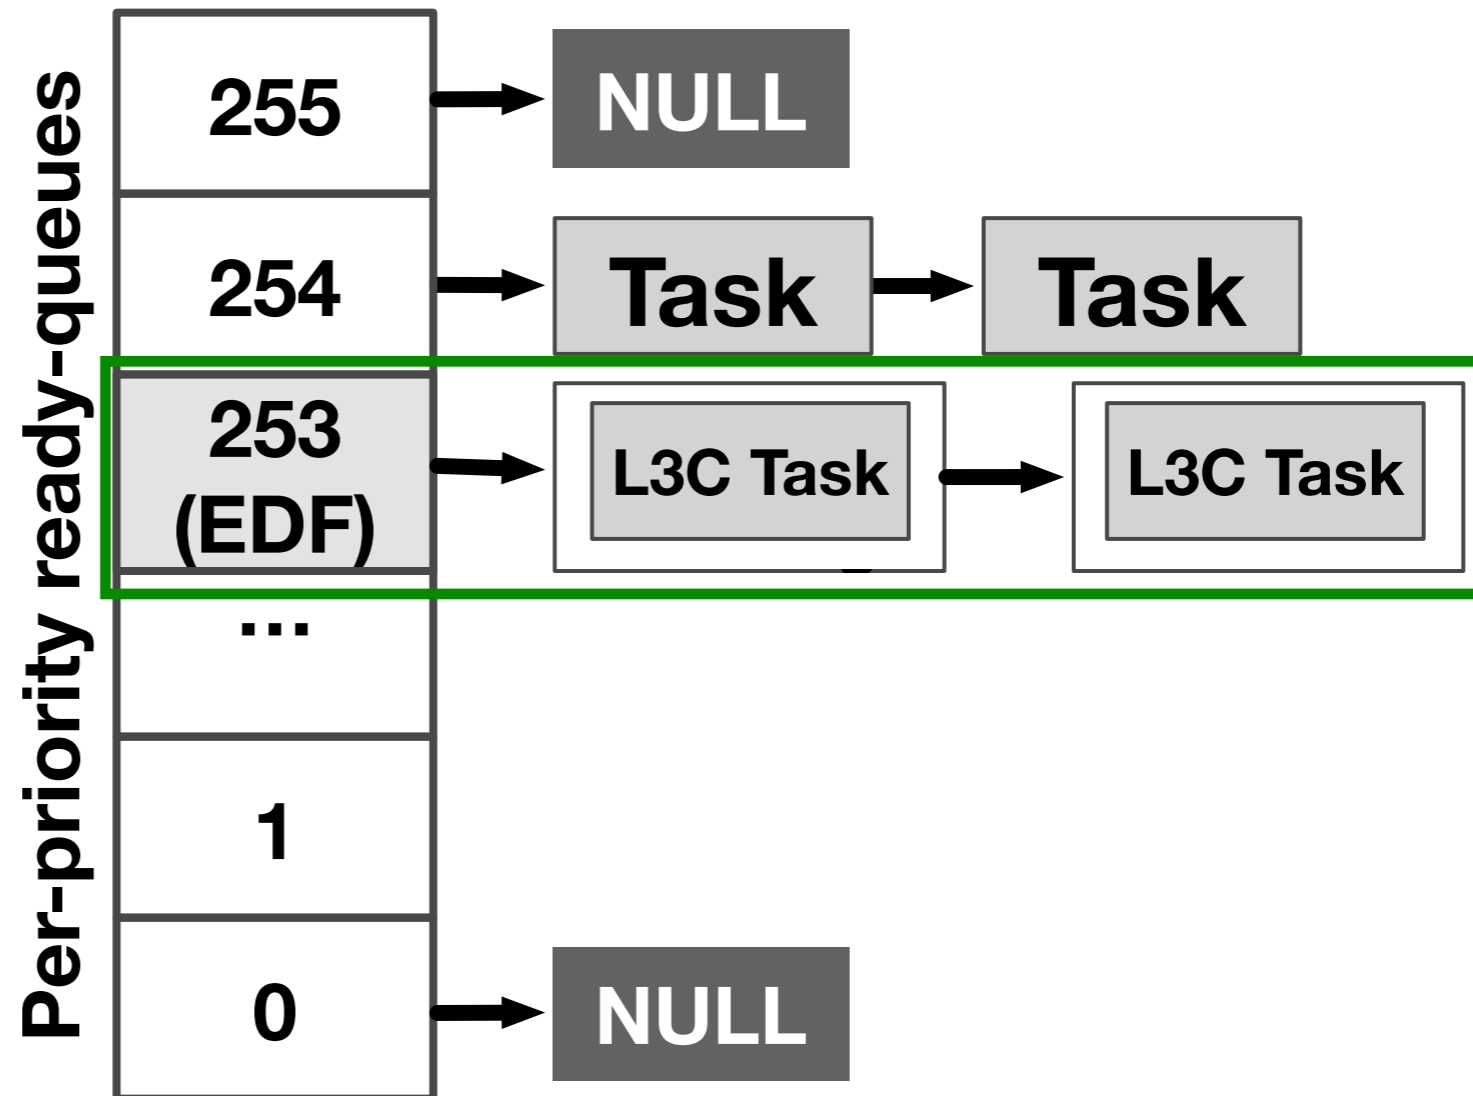 Per-priority ready-queues
255
NULL
254
Task
Task
253
(EDF)
L3C Task
L3C Task
...
1
0
NULL